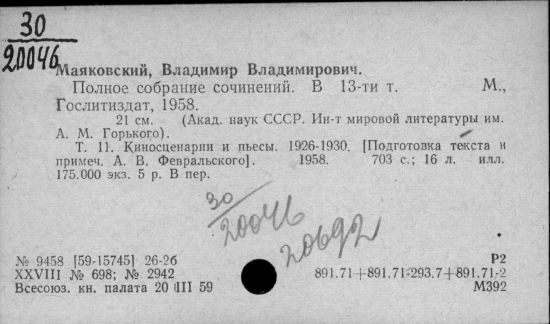 30
20046
Маяковский, Владимир Владимирович.
Полное собрание сочинений. В 13-ти т. М.,
Гослитиздат, 1958.
21 см. (Акад. наук СССР. Ин-т мировой литературы им.
А. М. Горького).
Т. 11. Киносценарии и пьесы. 1926-1930. [Подготовка текста и
примеч. А. В. Февральского]. 1958. 703 с.; 16 л. илл.
175.000 экз. 5 р. В пер.
30
20046
20692
№ 9458 [59-15745] 26-2б Р2
XXVIII № 698; № 2942 891.71+891.71-293.7+891.71-2
Всесоюз. кн. палата 20 III 59 М392